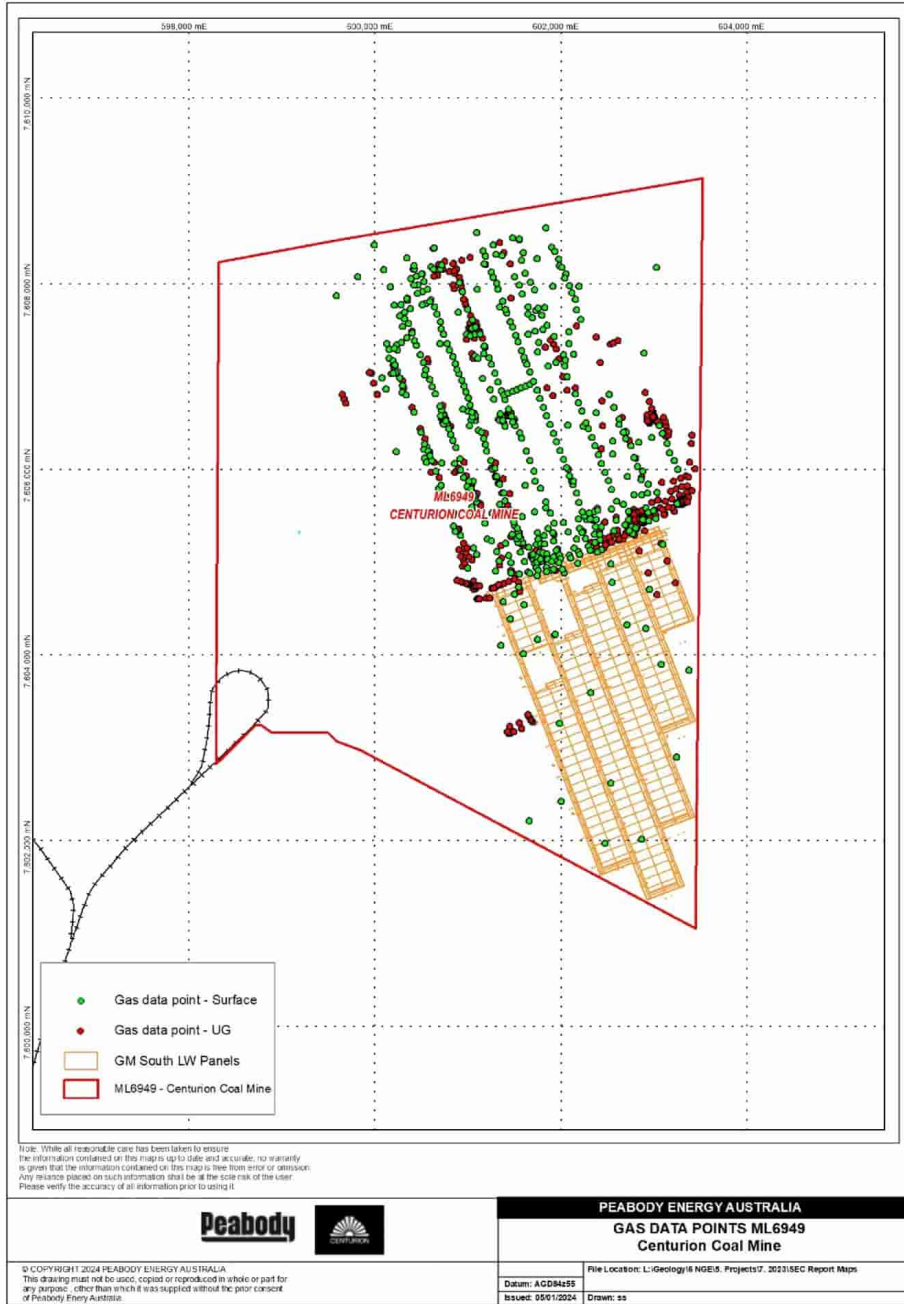 598,000 mE
600,000 mE
602,000 mE
604,000 mE
7,610,000 mN
7,608,000 mN
7,606,000 mN
7,604,000 mN
7,602,000 mN
7,600,000 mN
ML6949
CENTURION COAL MINE
Gas data point - Surface
Gas data point - UG
GM South LW Panels
ML6949 - Centurion Coal Mine
Note: While all reasonable care has been taken to ensure
the information contained on this map is up to date and accurate, no warranty
is given that the information contained on this map is free from error or omission.
Any reliance placed on such information shall be at the sole risk of the user.
Please verify the accuracy of all information prior to using it.
Peabody
CENTURION
PEABODY ENERGY AUSTRALIA
GAS DATA POINTS ML6949
Centurion Coal Mine
© COPYRIGHT 2024 PEABODY ENERGY AUSTRALIA
This drawing must not be used, copied or reproduced in whole or part for
any purpose , other than which it was supplied without the prior consent
of Peabody Enery Australia.
File Location: L:\Geology\6 NGE\5. Projects\7. 2023\SEC Report Maps
Datum: AGD84z55
Issued: 05/01/2024
Drawn: ss